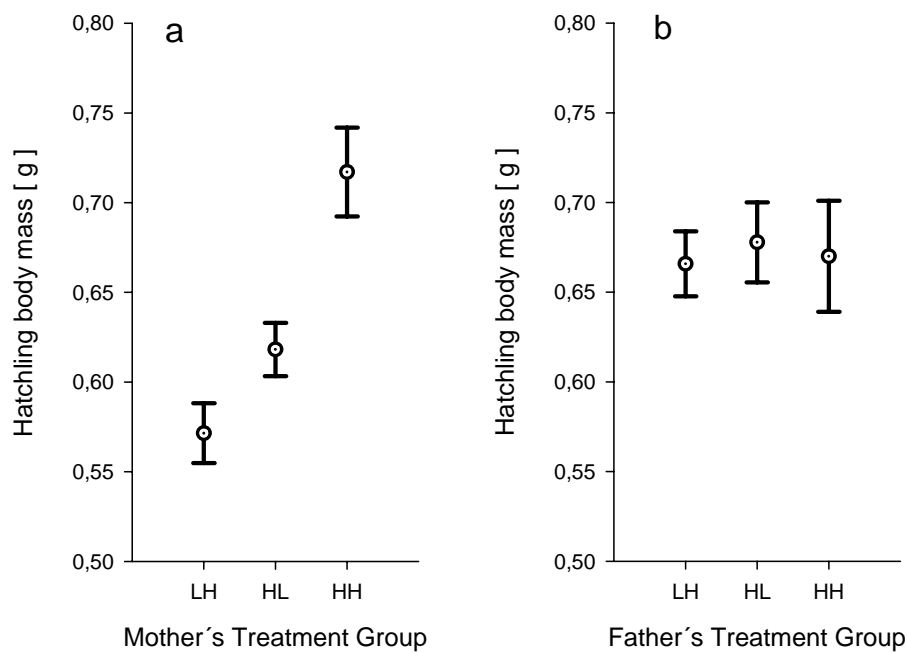 a
Hatchling body mass [ g ]
0,80
0,75
0,70
0,65
0,60
0,55
0,50
LH HL HH
Mother´s Treatment Group
b
Hatchling body mass [ g ]
0,80
0,75
0,70
0,65
0,60
0,55
0,50
LH HL HH
Father´s Treatment Group